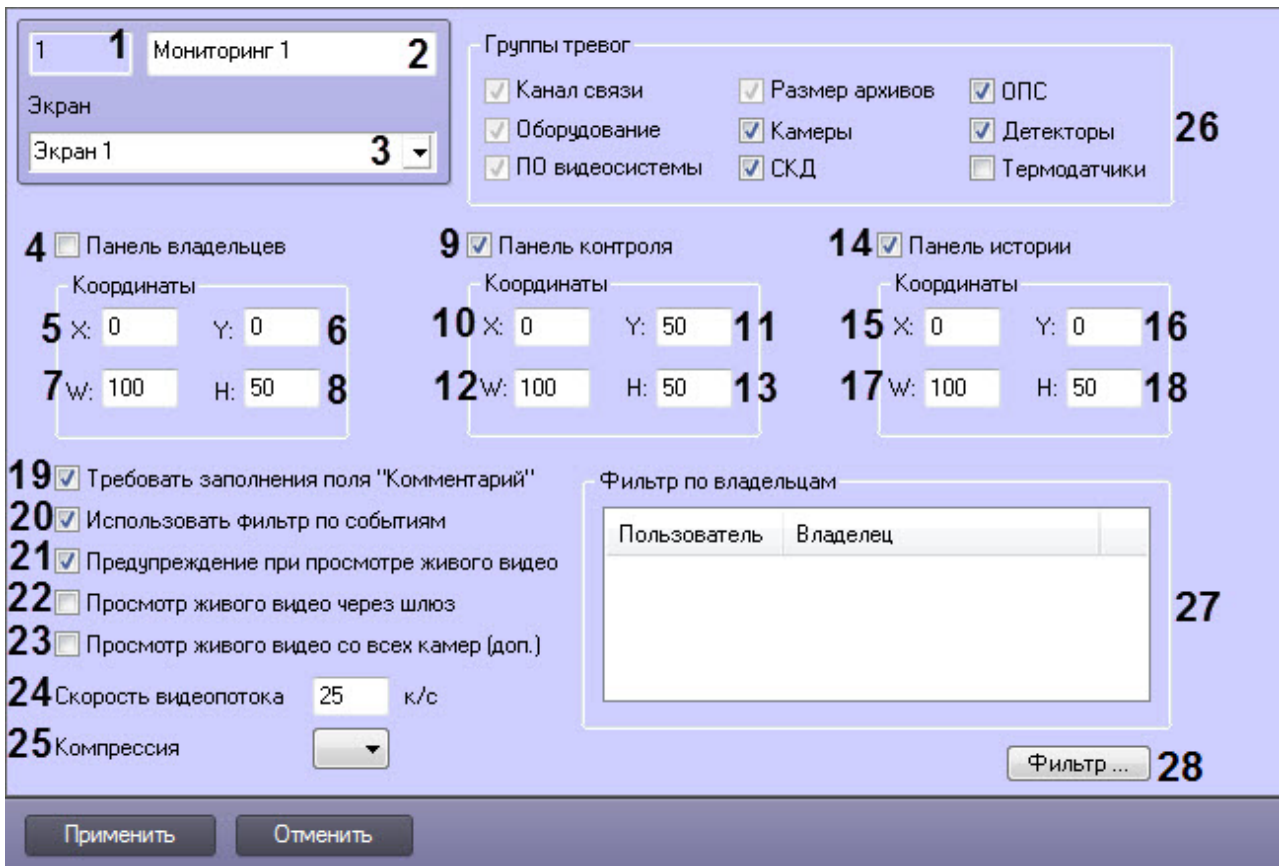 1 1 Мониторинг 1 2
Экран
Экран 1 3
Группы тревог
Канал связи Размер архивов ОПС
Оборудование Камеры Детекторы 26
ПО видеосистемы СКД Термодатчики
4 Панель владельцев 9 Панель контроля 14 Панель истории
Координаты Координаты Координаты
5 X: 0 Y: 0 6 10 X: 0 Y: 50 11 15 X: 0 Y: 0 16
7 W: 100 H: 50 8 12 W: 100 H: 50 13 17 W: 100 H: 50 18
19 Требовать заполнения поля "Комментарий"
20 Использовать фильтр по событиям
21 Предупреждение при просмотре живого видео
22 Просмотр живого видео через шлюз
23 Просмотр живого видео со всех камер (доп.)
24 Скорость видеопотока 25 к/с
25 Компрессия
Фильтр по владельцам
Пользователь Владелец
27
Фильтр ... 28
Применить Отменить